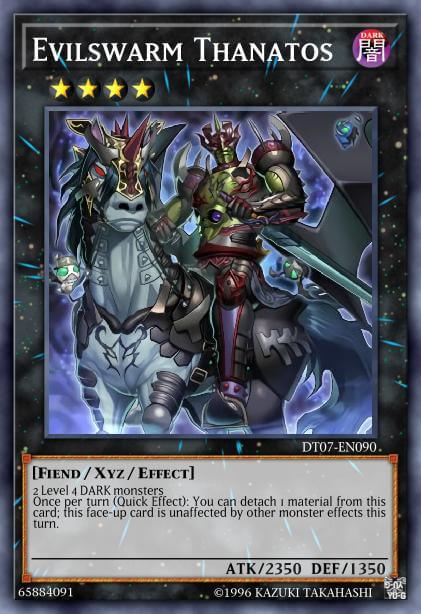 EVILSWARM THANATOS
DARK
闇
DT07-EN090
[FIEND / XYZ / EFFECT]
2 Level 4 DARK monsters
Once per turn (Quick Effect): You can detach 1 material from this
card; this face-up card is unaffected by other monster effects this
turn.
ATK/2350 DEF/1350
65884091
©1996 KAZUKI TAKAHASHI